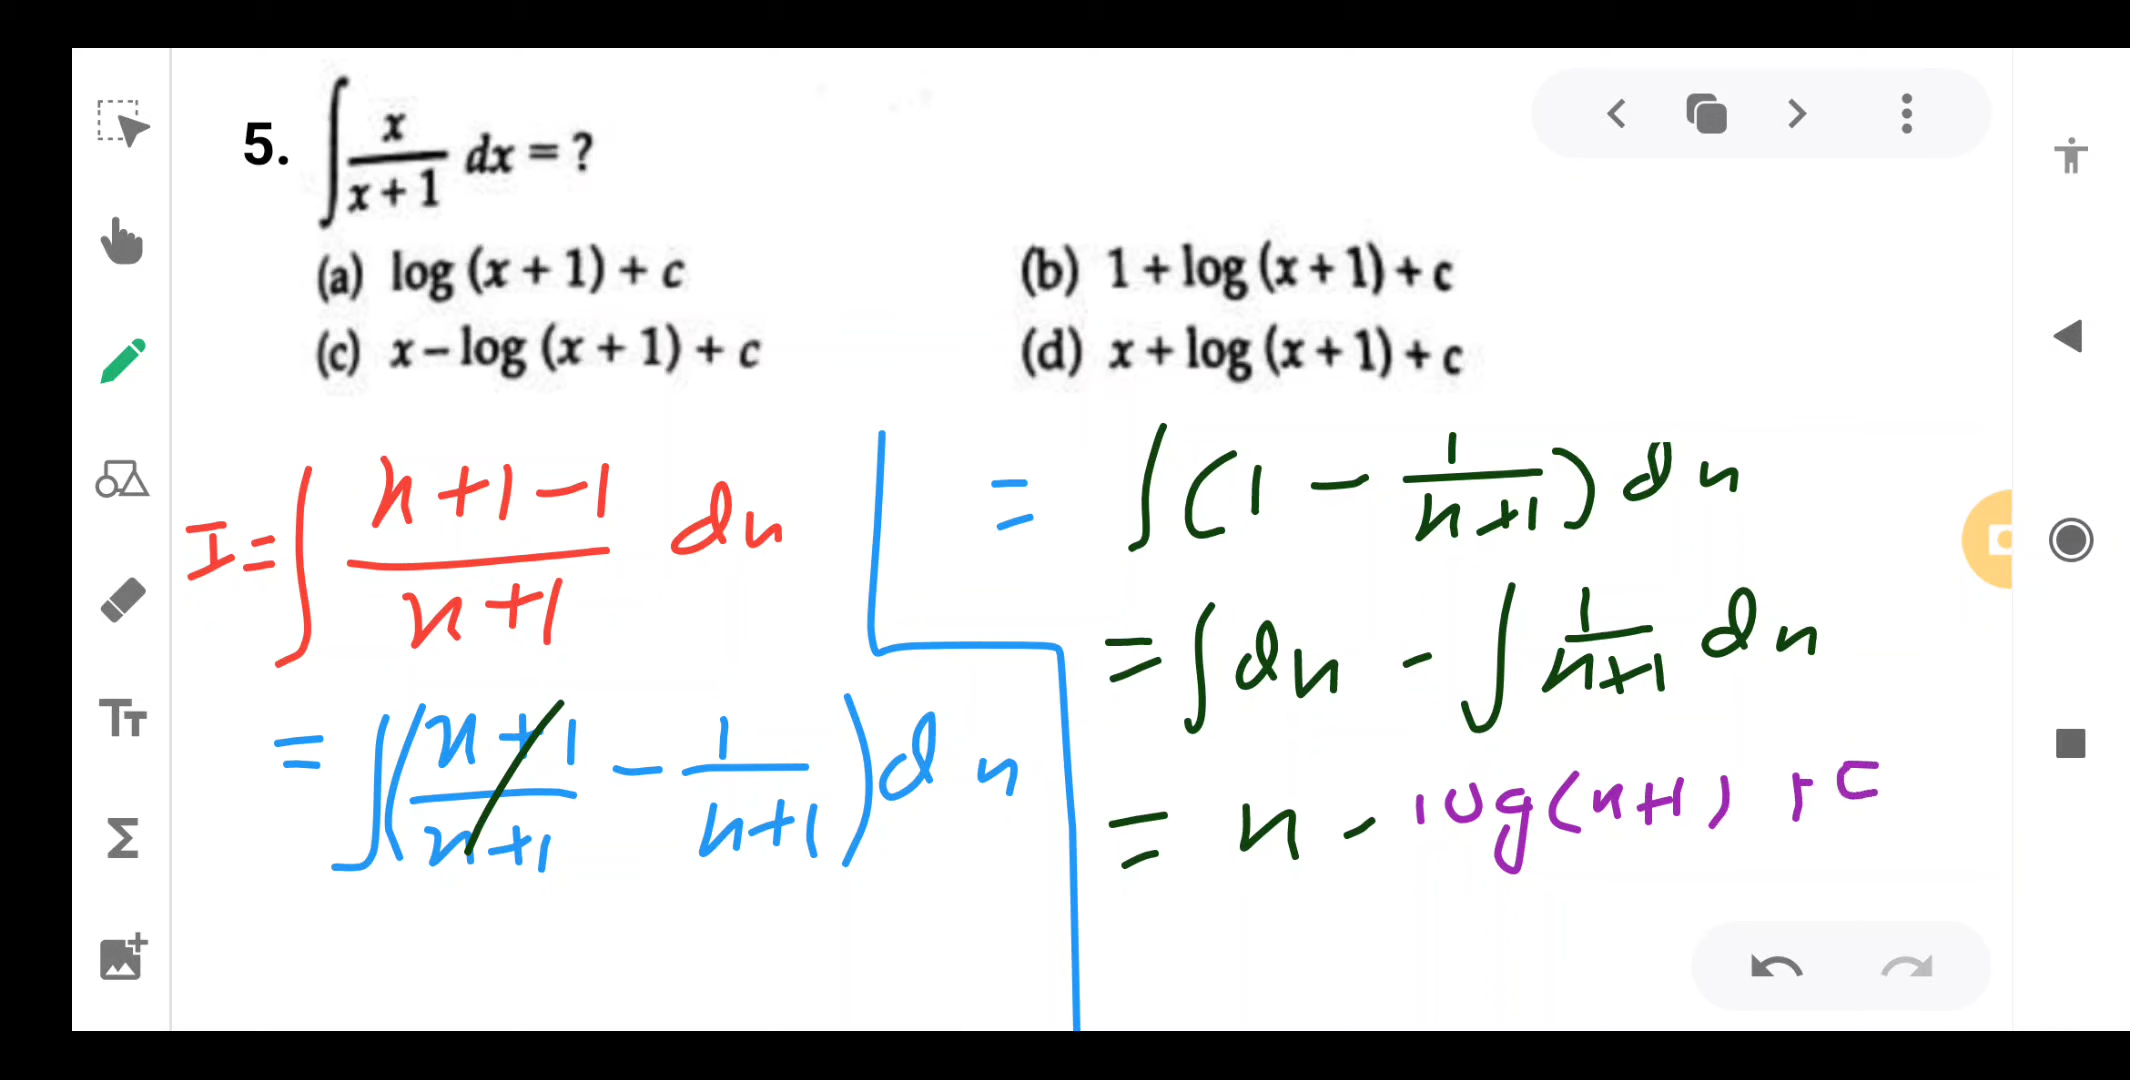 5. ∫ x/(x + 1) dx = ?
(a) log (x + 1) + c
(b) 1 + log (x + 1) + c
(c) x – log (x + 1) + c
(d) x + log (x + 1) + c
I = ∫ (x+1−1)/(x+1) dx
= ∫ ((x+1)/(x+1) − 1/(x+1)) dx
= ∫ (1 − 1/(x+1)) dx
= ∫ dx − ∫ 1/(x+1) dx
= x − log(x+1) + c
Tт
Σ